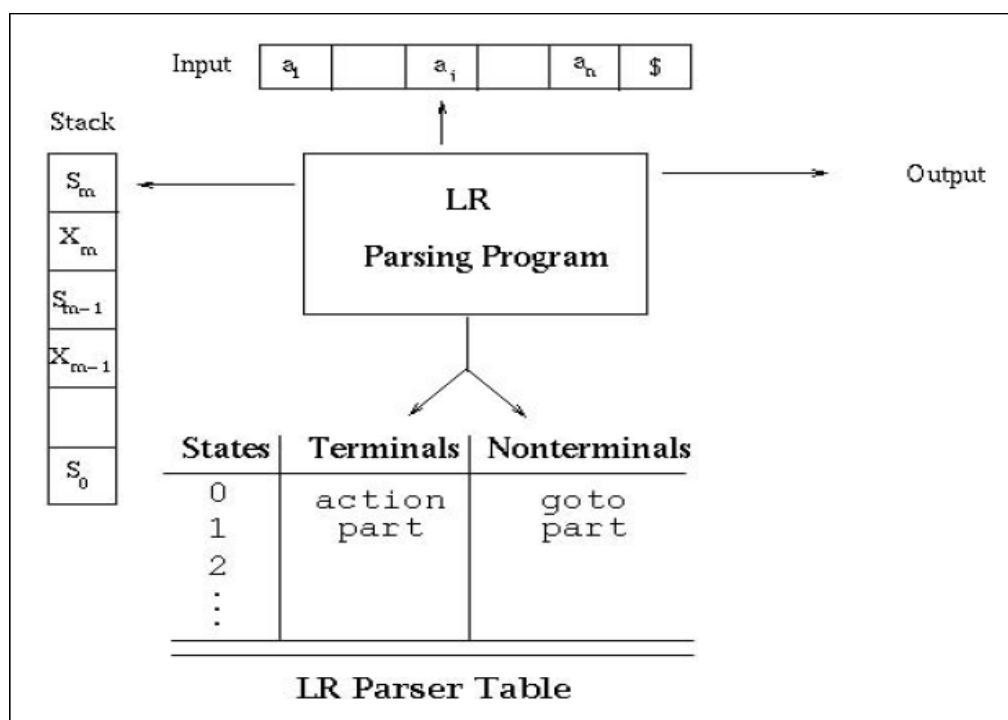 Input a₁ aᵢ aₙ $
Stack
Sₘ
Xₘ
Sₘ₋₁
Xₘ₋₁
S₀
LR
Parsing Program
Output
States Terminals Nonterminals
0 action goto
1 part part
2
⋮
LR Parser Table